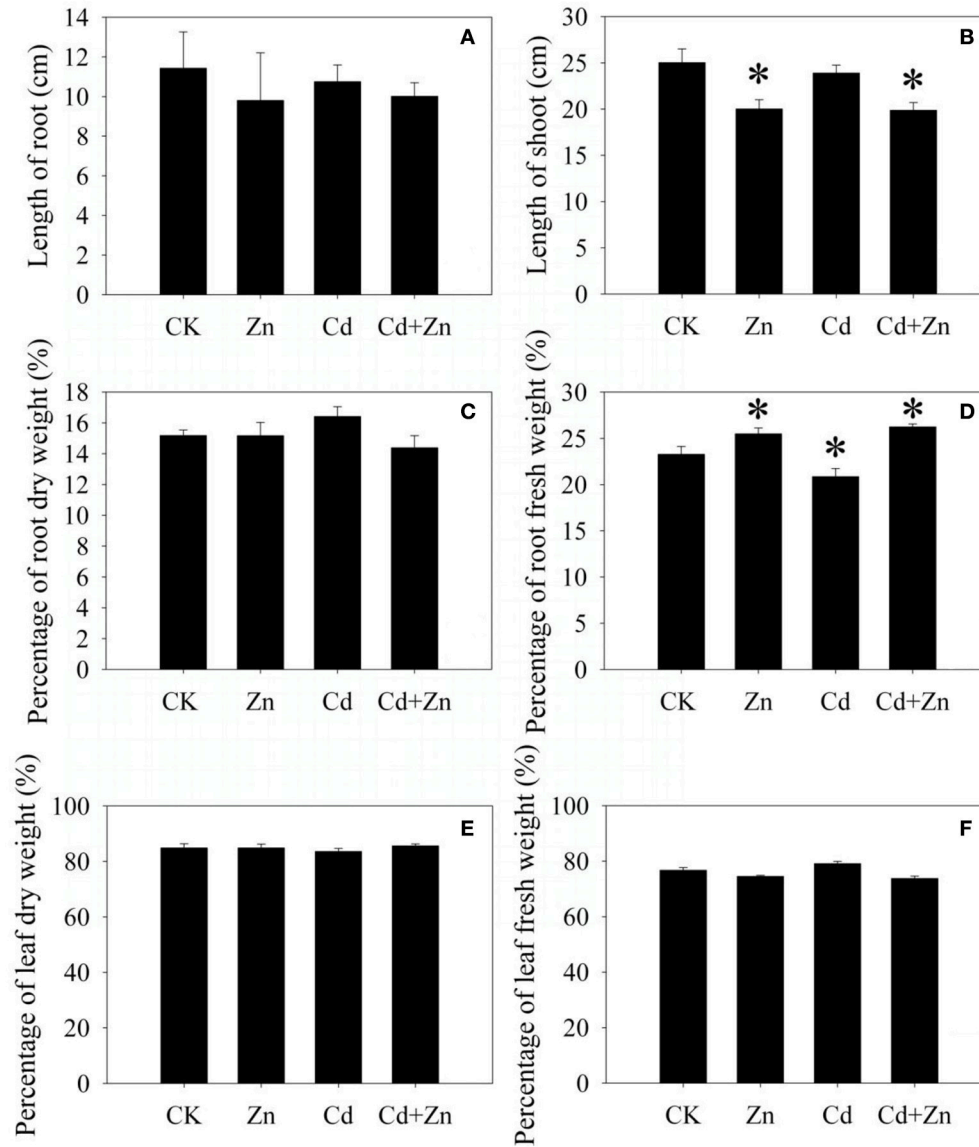 Length of root (cm)
14
12
10
8
6
4
2
0
A
CK Zn Cd Cd+Zn
Length of shoot (cm)
30
25
20
15
10
5
0
B
*
*
CK Zn Cd Cd+Zn
Percentage of root dry weight (%)
18
16
14
12
10
8
6
4
2
0
C
CK Zn Cd Cd+Zn
Percentage of root fresh weight (%)
30
25
20
15
10
5
0
D
*
*
*
CK Zn Cd Cd+Zn
Percentage of leaf dry weight (%)
100
80
60
40
20
0
E
CK Zn Cd Cd+Zn
Percentage of leaf fresh weight (%)
100
80
60
40
20
0
F
CK Zn Cd Cd+Zn